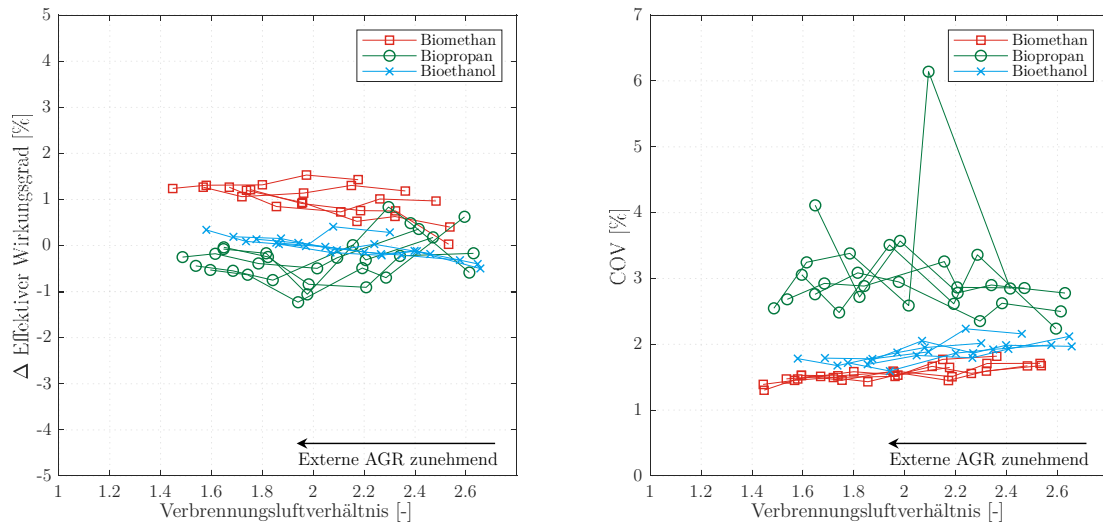 5
4
3
2
1
0
-1
-2
-3
-4
-5
Δ Effektiver Wirkungsgrad [%]
Biomethan
Biopropan
Bioethanol
Externe AGR zunehmend
1 1.2 1.4 1.6 1.8 2 2.2 2.4 2.6
Verbrennungsluftverhältnis [-]
7
6
5
4
3
2
1
0
COV [%]
Biomethan
Biopropan
Bioethanol
Externe AGR zunehmend
1 1.2 1.4 1.6 1.8 2 2.2 2.4 2.6
Verbrennungsluftverhältnis [-]